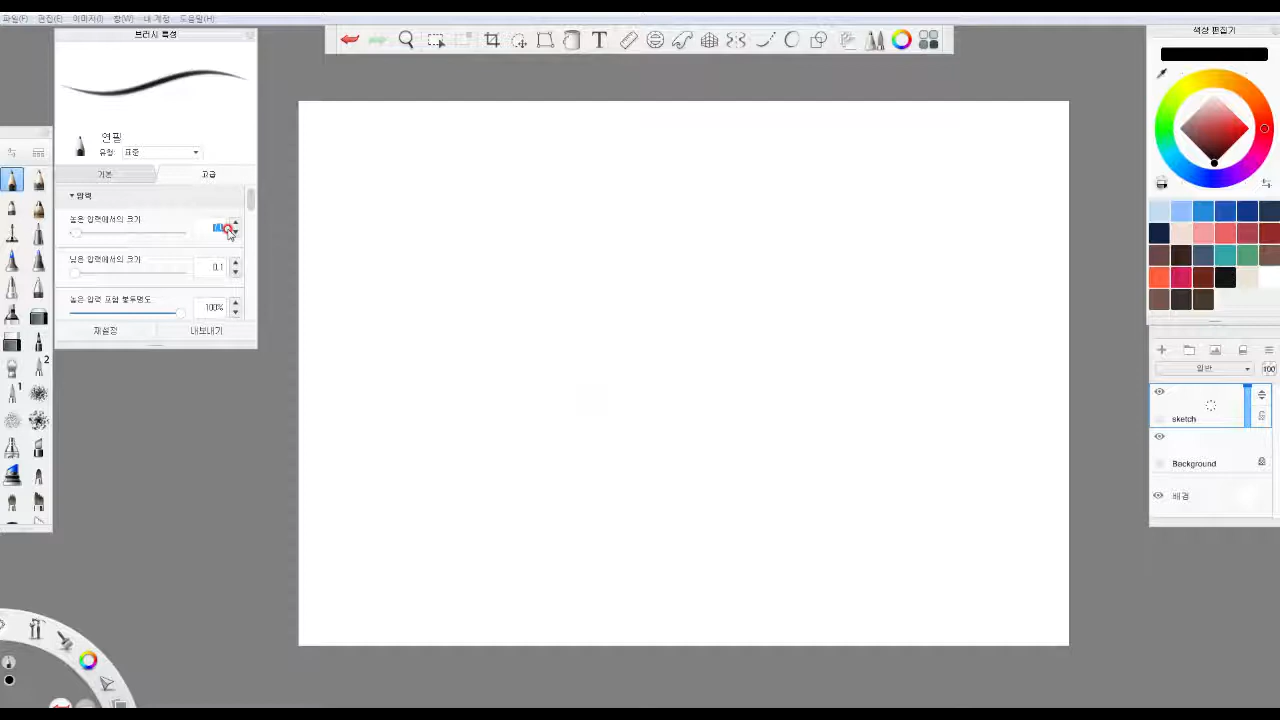 파일(F) 편집(E) 이미지(I) 창(W) 내 계정 도움말(H)
브러시 특성
연필
유형: 표준
기본 고급
압력
높은 압력에서의 크기
낮은 압력에서의 크기 0.1
높은 압력 포함 불투명도 100%
재설정 내보내기
2
1
T
색상 편집기
일반 100
sketch
Background
배경